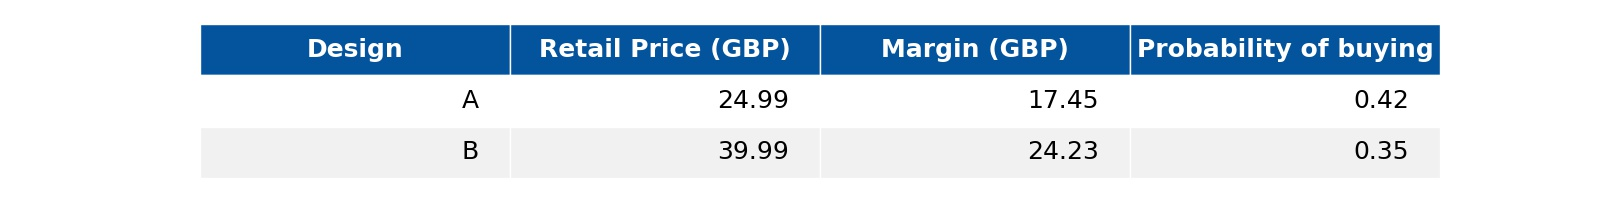 Design Retail Price (GBP) Margin (GBP) Probability of buying
A 24.99 17.45 0.42
B 39.99 24.23 0.35